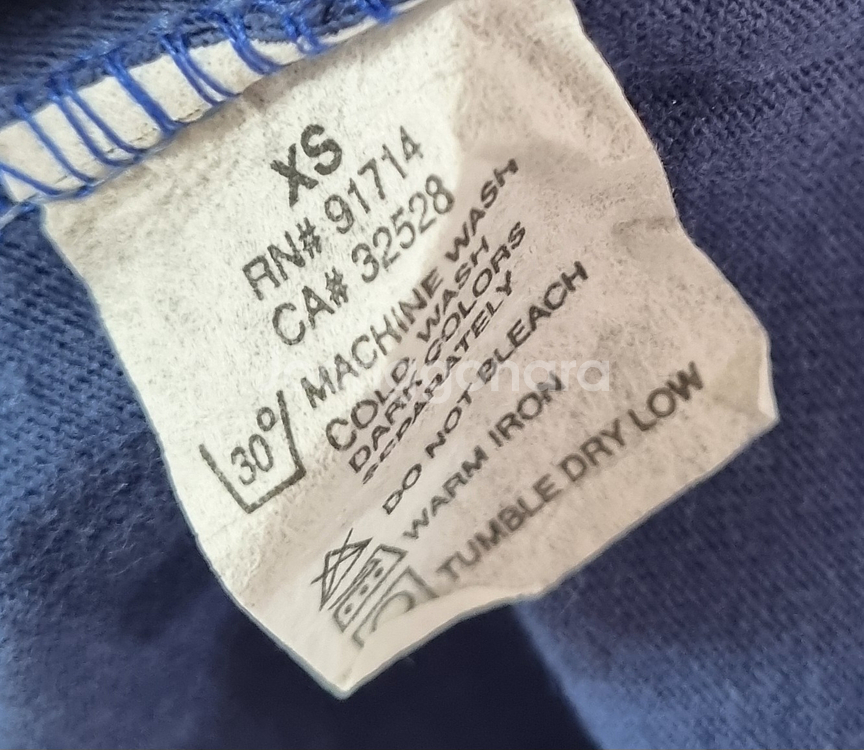 XS
RN# 91714
CA# 32528
MACHINE WASH
COLD, WASH
DARK COLORS
SEPARATELY
30°
DO NOT BLEACH
WARM IRON
TUMBLE DRY LOW